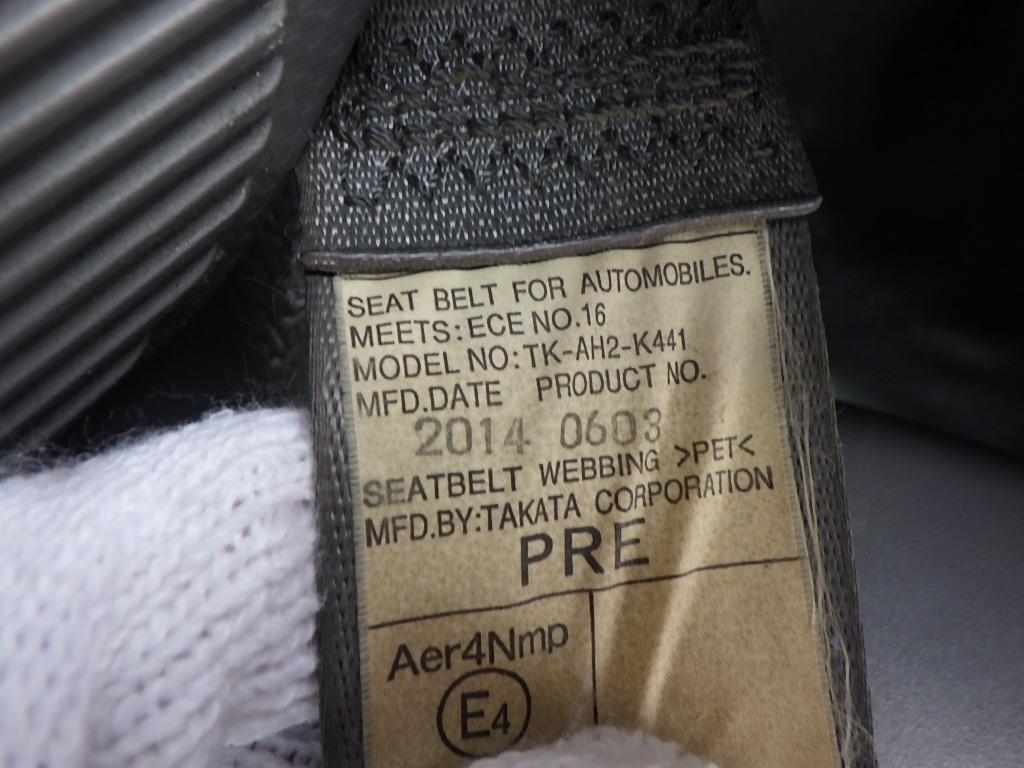 SEAT BELT FOR AUTOMOBILES.
MEETS: ECE NO.16
MODEL NO: TK-AH2-K441
MFD.DATE PRODUCT NO.
2014 0603
SEATBELT WEBBING >PET<
MFD.BY:TAKATA CORPORATION
PRE
Aer4Nmp
E4